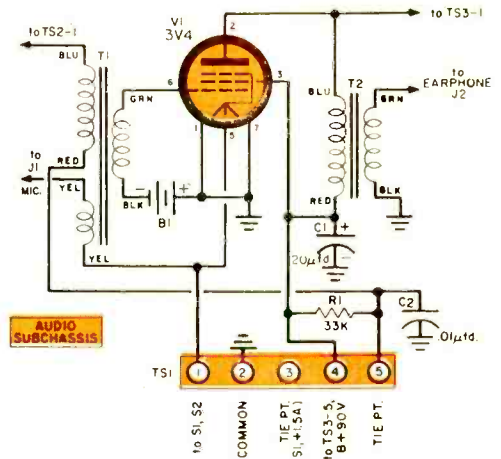 V1
3V4
2
to TS3-1
to TS2-1
BLU
T1
GRN
6
3
BLU
T2
GRN
to
EARPHONE
J2
1
5
7
to
J1
MIC.
RED
YEL
BLK
-
+
B1
RED
BLK
C1
+
-
20µfd
YEL
R1
33K
C2
.01µfd.
AUDIO
SUBCHASSIS
TS1
1
2
3
4
5
to S1, S2
COMMON
TIE PT.
S1,+1.5A)
to TS3-5,
B+90V
TIE PT.